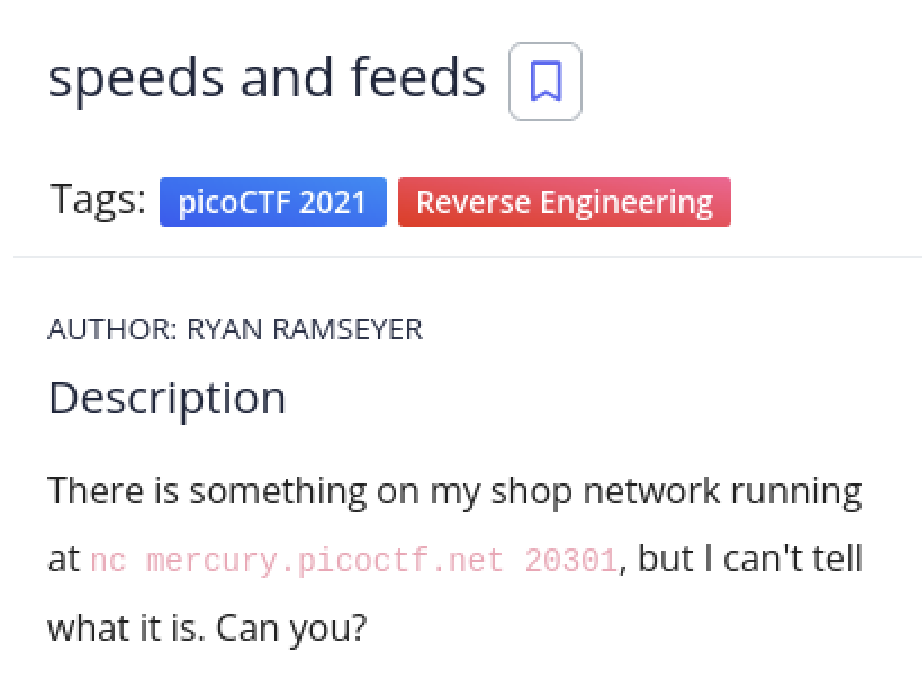 speeds and feeds
Tags: picoCTF 2021 Reverse Engineering
AUTHOR: RYAN RAMSEYER
Description
There is something on my shop network running
at nc mercury.picoctf.net 20301, but I can't tell
what it is. Can you?